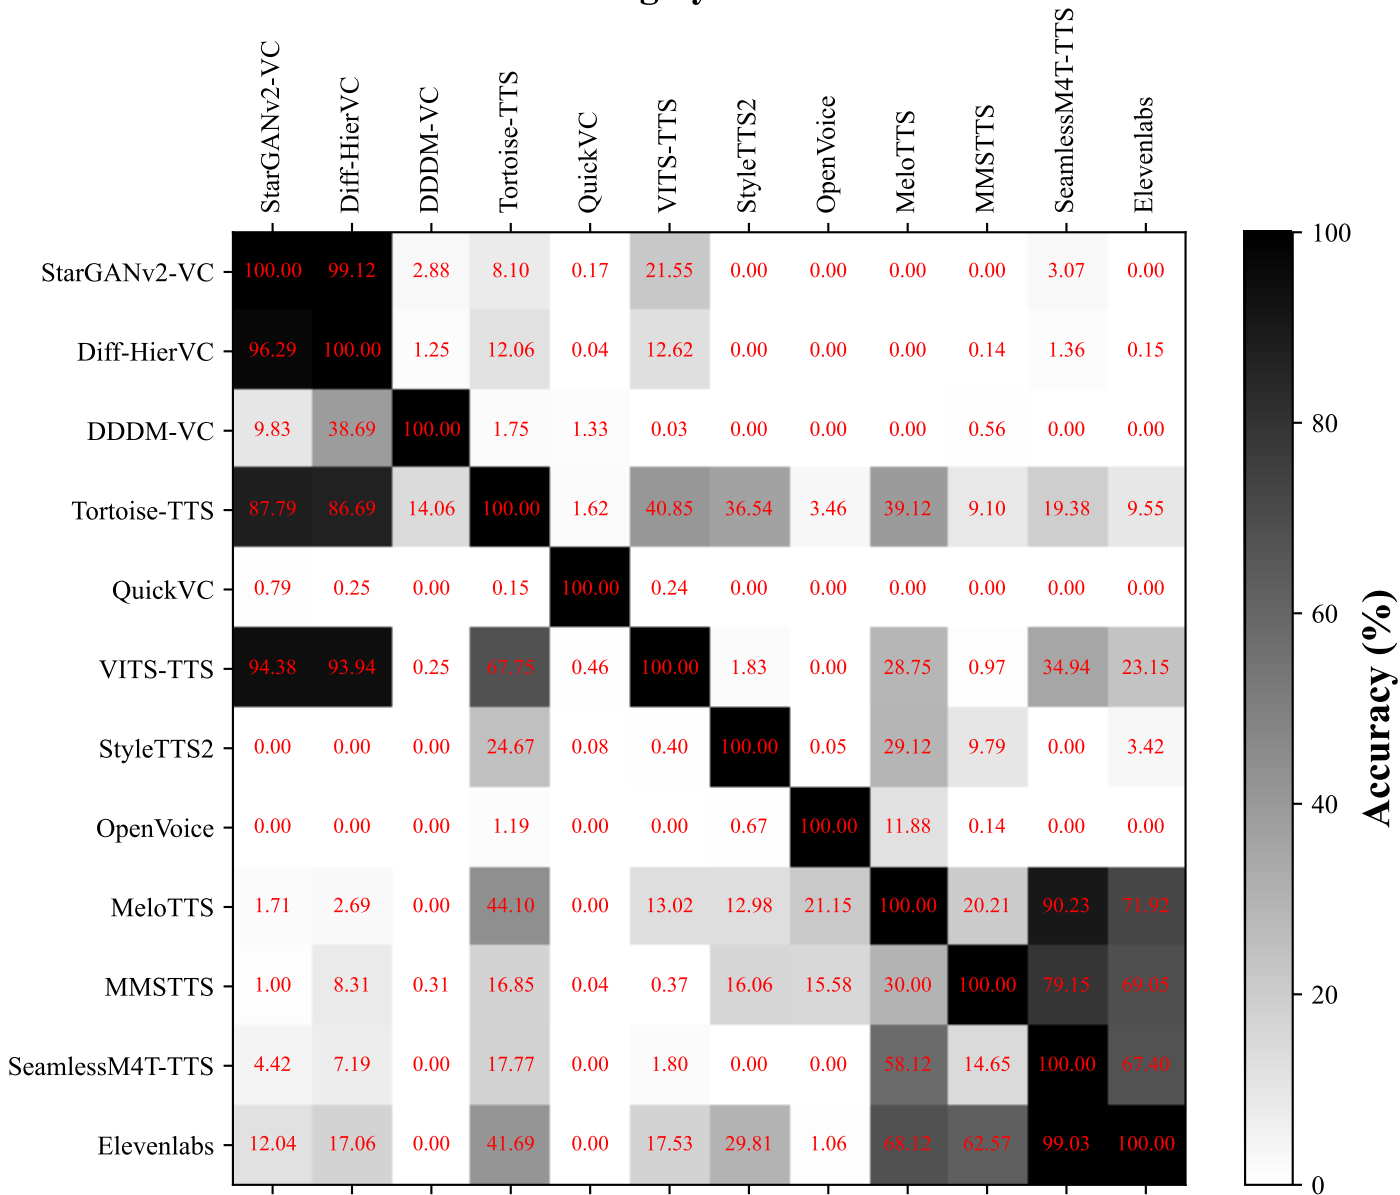 StarGANv2-VC Diff-HierVC DDDM-VC Tortoise-TTS QuickVC VITS-TTS StyleTTS2 OpenVoice MeloTTS MMSTTS SeamlessM4T-TTS Elevenlabs
StarGANv2-VC 100.00 99.12 2.88 8.10 0.17 21.55 0.00 0.00 0.00 0.00 3.07 0.00
Diff-HierVC 96.29 100.00 1.25 12.06 0.04 12.62 0.00 0.00 0.00 0.14 1.36 0.15
DDDM-VC 9.83 38.69 100.00 1.75 1.33 0.03 0.00 0.00 0.00 0.56 0.00 0.00
Tortoise-TTS 87.79 86.69 14.06 100.00 1.62 40.85 36.54 3.46 39.12 9.10 19.38 9.55
QuickVC 0.79 0.25 0.00 0.15 100.00 0.24 0.00 0.00 0.00 0.00 0.00 0.00
VITS-TTS 94.38 93.94 0.25 67.75 0.46 100.00 1.83 0.00 28.75 0.97 34.94 23.15
StyleTTS2 0.00 0.00 0.00 24.67 0.08 0.40 100.00 0.05 29.12 9.79 0.00 3.42
OpenVoice 0.00 0.00 0.00 1.19 0.00 0.00 0.67 100.00 11.88 0.14 0.00 0.00
MeloTTS 1.71 2.69 0.00 44.10 0.00 13.02 12.98 21.15 100.00 20.21 90.23 71.92
MMSTTS 1.00 8.31 0.31 16.85 0.04 0.37 16.06 15.58 30.00 100.00 79.15 69.05
SeamlessM4T-TTS 4.42 7.19 0.00 17.77 0.00 1.80 0.00 0.00 58.12 14.65 100.00 67.40
Elevenlabs 12.04 17.06 0.00 41.69 0.00 17.53 29.81 1.06 68.12 62.57 99.03 100.00
100
80
60
40
20
0
Accuracy (%)